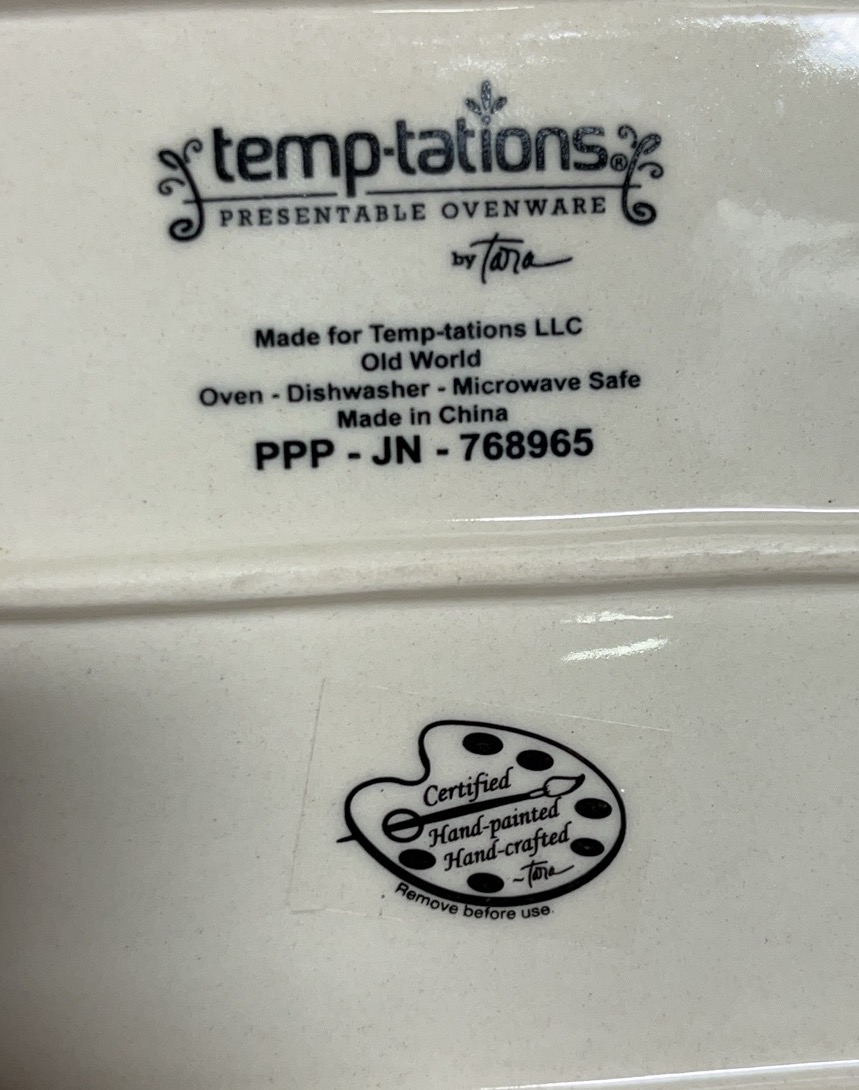 temp-tations®
PRESENTABLE OVENWARE
by Tara
Made for Temp-tations LLC
Old World
Oven - Dishwasher - Microwave Safe
Made in China
PPP - JN - 768965
Certified
Hand-painted
Hand-crafted
~Tara
Remove before use.